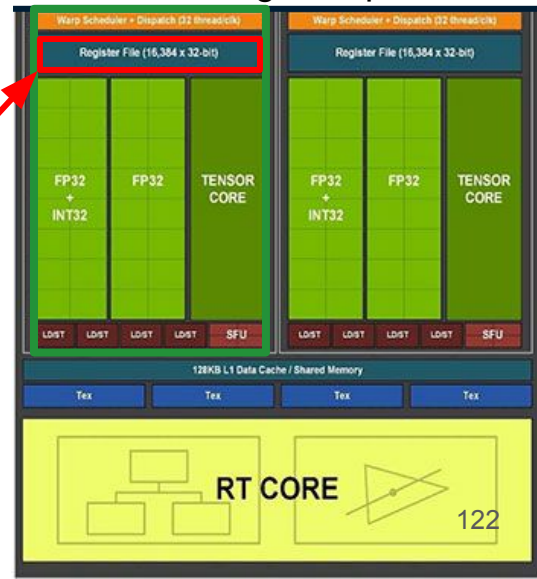 Warp Scheduler + Dispatch (32 thread/clk) Warp Scheduler + Dispatch (32 thread/clk)
Register File (16,384 x 32-bit) Register File (16,384 x 32-bit)
FP32 FP32 TENSOR FP32 FP32 TENSOR
+ CORE + CORE
INT32 INT32
LD/ST LD/ST LD/ST LD/ST SFU LD/ST LD/ST LD/ST LD/ST SFU
128KB L1 Data Cache / Shared Memory
Tex Tex Tex Tex
RT CORE
122